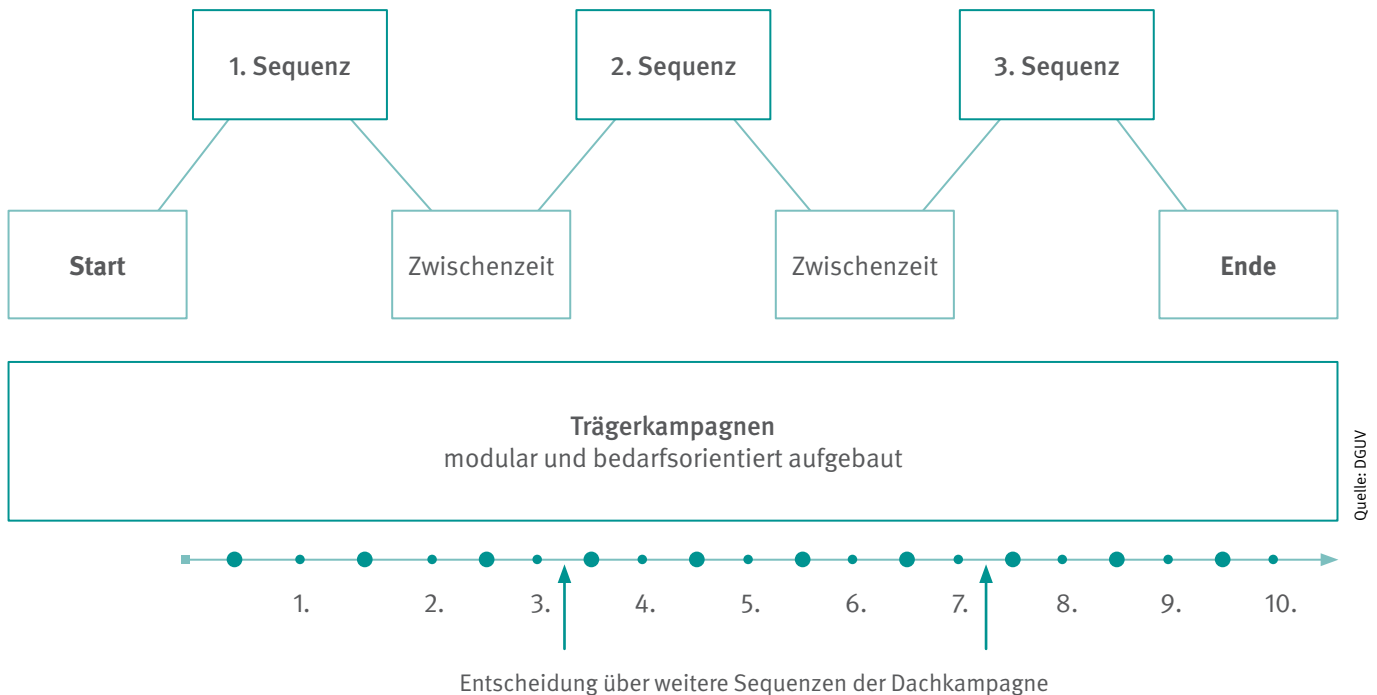 1. Sequenz
2. Sequenz
3. Sequenz
Start
Zwischenzeit
Zwischenzeit
Ende
Trägerkampagnen
modular und bedarfsorientiert aufgebaut
Quelle: DGUV
1.
2.
3.
4.
5.
6.
7.
8.
9.
10.
Entscheidung über weitere Sequenzen der Dachkampagne